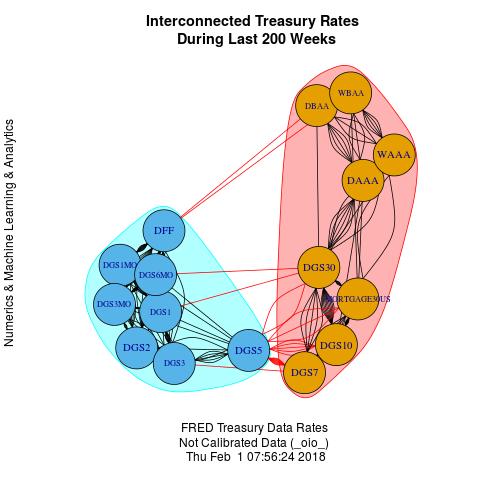 Interconnected Treasury Rates
During Last 200 Weeks
Numerics & Machine Learning & Analytics
WBAA
DBAA
WAAA
DAAA
DFF
DGS1MO
DGS6MO
DGS30
DGS3MO
DGS1
MORTGAGE30US
DGS2
DGS5
DGS10
DGS3
DGS7
FRED Treasury Data Rates
Not Calibrated Data (_oio_)
Thu Feb  1 07:56:24 2018